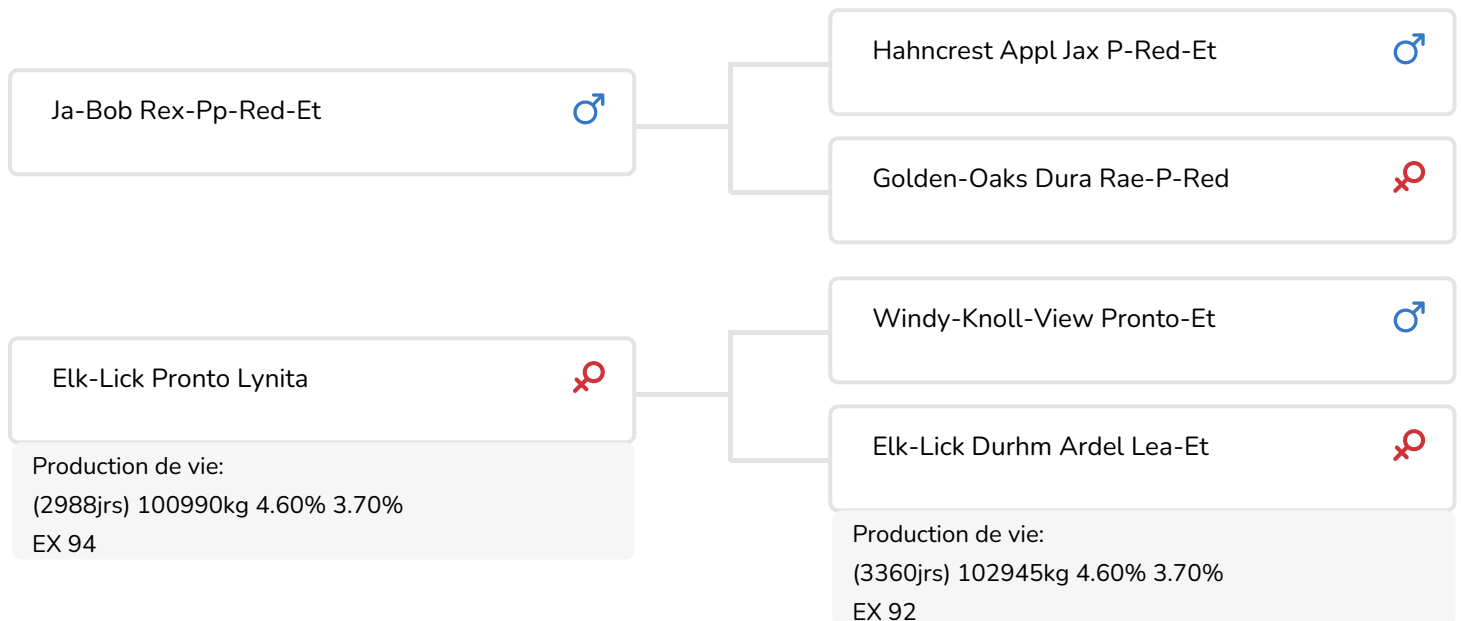 Hahncrest Appl Jax P-Red-Et
Ja-Bob Rex-Pp-Red-Et
Golden-Oaks Dura Rae-P-Red
Windy-Knoll-View Pronto-Et
Elk-Lick Pronto Lynita
Production de vie:
(2988jrs) 100990kg 4.60% 3.70%
EX 94
Elk-Lick Durhm Ardel Lea-Et
Production de vie:
(3360jrs) 102945kg 4.60% 3.70%
EX 92